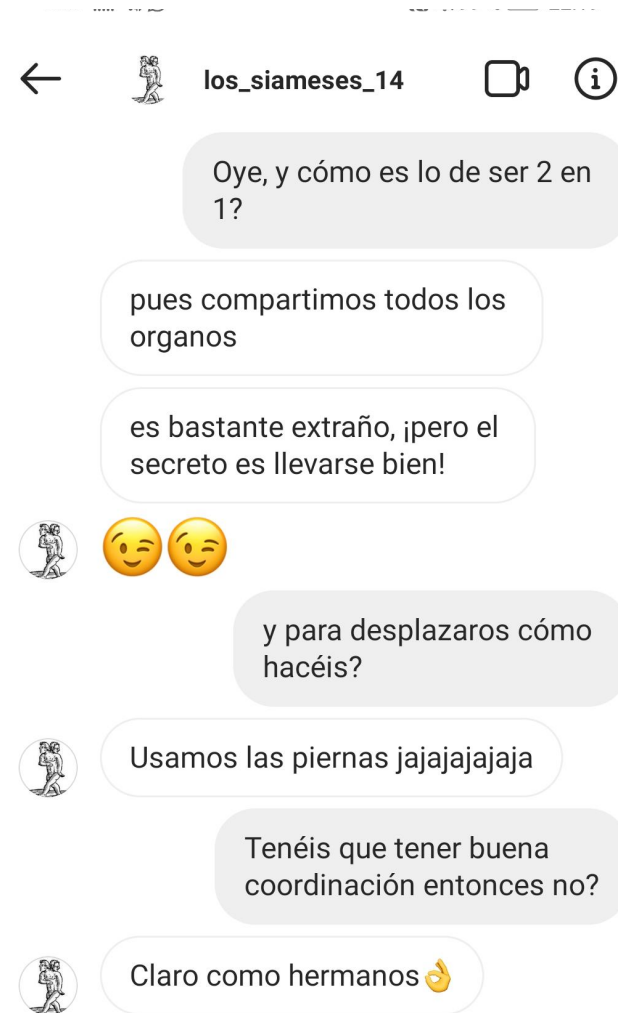 los_siameses_14
Oye, y cómo es lo de ser 2 en
1?
pues compartimos todos los
organos
es bastante extraño, ¡pero el
secreto es llevarse bien!
😉😉
y para desplazaros cómo
hacéis?
Usamos las piernas jajajajajaja
Tenéis que tener buena
coordinación entonces no?
Claro como hermanos👌